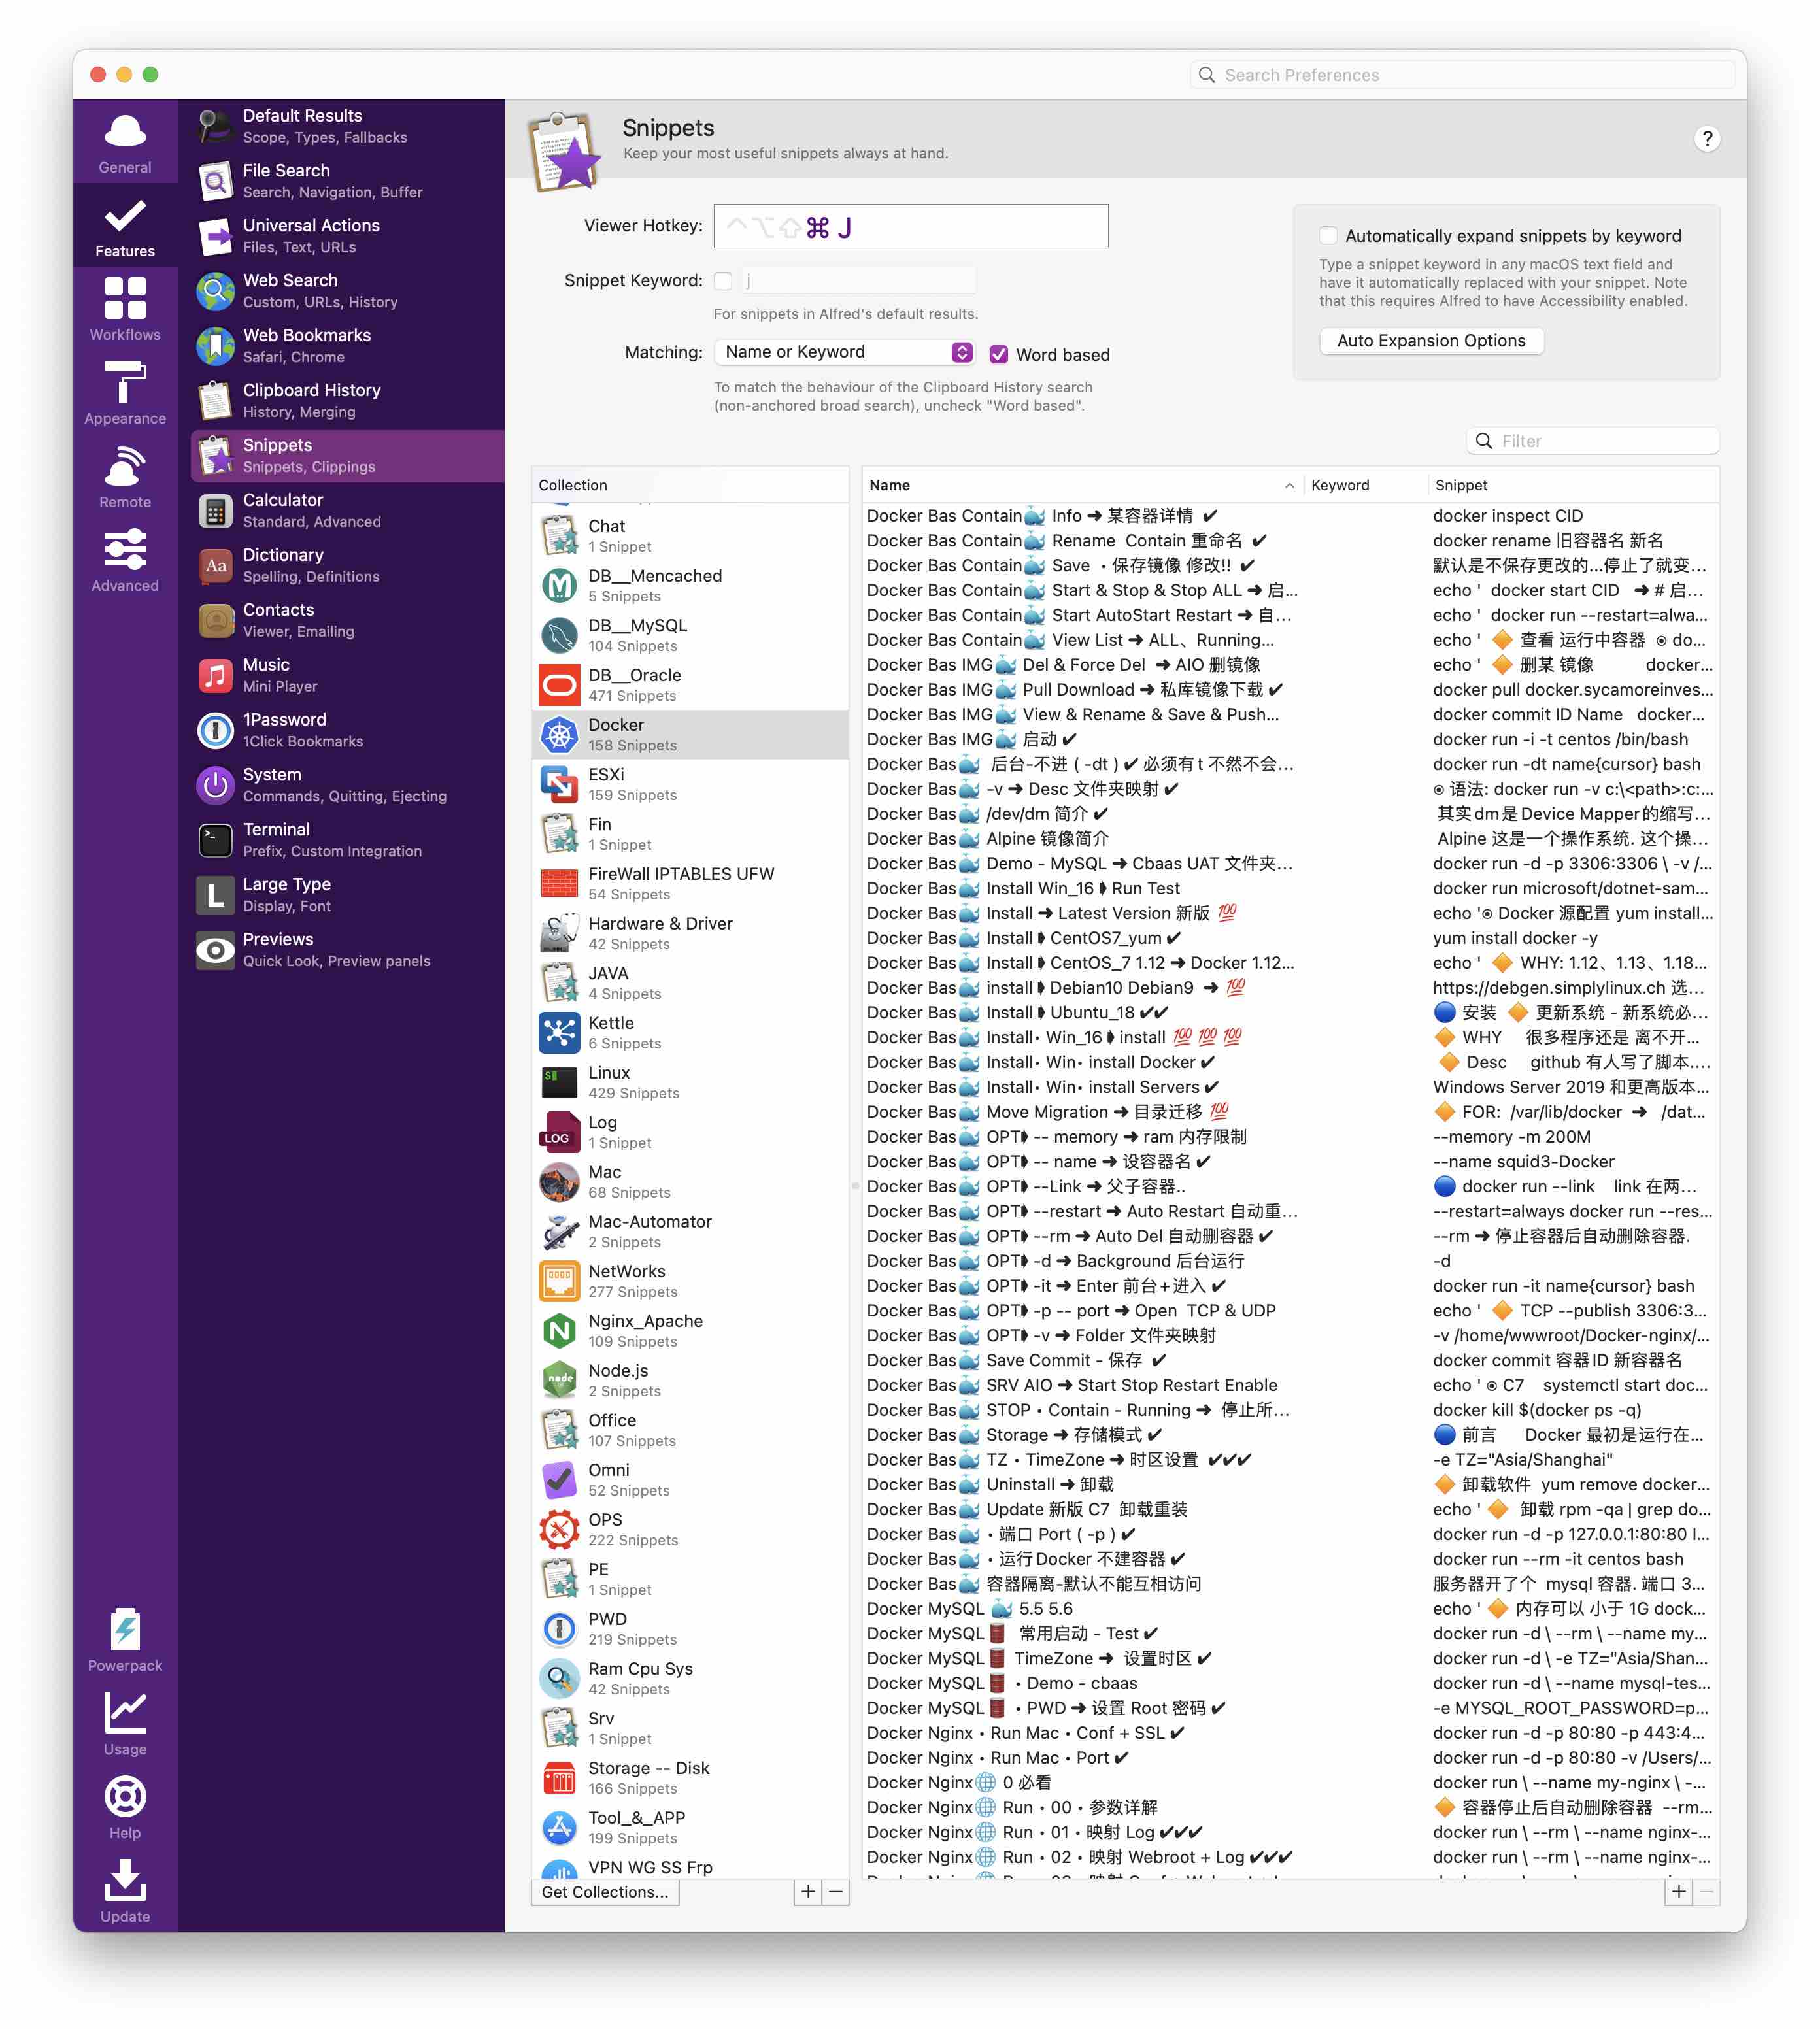 Search Preferences
General
Features
Workflows
Appearance
Remote
Advanced
Powerpack
Usage
Help
Update
Default Results
Scope, Types, Fallbacks
File Search
Search, Navigation, Buffer
Universal Actions
Files, Text, URLs
Web Search
Custom, URLs, History
Web Bookmarks
Safari, Chrome
Clipboard History
History, Merging
Snippets
Snippets, Clippings
Calculator
Standard, Advanced
Dictionary
Spelling, Definitions
Contacts
Viewer, Emailing
Music
Mini Player
1Password
1Click Bookmarks
System
Commands, Quitting, Ejecting
Terminal
Prefix, Custom Integration
Large Type
Display, Font
Previews
Quick Look, Preview panels
Snippets
Keep your most useful snippets always at hand.
?
Viewer Hotkey: ^⌥⇧⌘ J
Snippet Keyword: j
For snippets in Alfred's default results.
Matching: Name or Keyword Word based
To match the behaviour of the Clipboard History search
(non-anchored broad search), uncheck "Word based".
Automatically expand snippets by keyword
Type a snippet keyword in any macOS text field and
have it automatically replaced with your snippet. Note
that this requires Alfred to have Accessibility enabled.
Auto Expansion Options
Filter
Collection
Chat
1 Snippet
DB__Mencached
5 Snippets
DB__MySQL
104 Snippets
DB__Oracle
471 Snippets
Docker
158 Snippets
ESXi
159 Snippets
Fin
1 Snippet
FireWall IPTABLES UFW
54 Snippets
Hardware & Driver
42 Snippets
JAVA
4 Snippets
Kettle
6 Snippets
Linux
429 Snippets
LOG
Log
1 Snippet
Mac
68 Snippets
Mac-Automator
2 Snippets
NetWorks
277 Snippets
Nginx_Apache
109 Snippets
node
Node.js
2 Snippets
Office
107 Snippets
Omni
52 Snippets
OPS
222 Snippets
PE
1 Snippet
PWD
219 Snippets
Ram Cpu Sys
42 Snippets
Srv
1 Snippet
Storage -- Disk
166 Snippets
Tool_&_APP
199 Snippets
VPN WG SS Frp
Get Collections... + −
Name Keyword Snippet
Docker Bas Contain🐳 Info ➜ 某容器详情 ✔ docker inspect CID
Docker Bas Contain🐳 Rename Contain 重命名 ✔ docker rename 旧容器名 新名
Docker Bas Contain🐳 Save • 保存镜像 修改!! ✔ 默认是不保存更改的...停止了就变…
Docker Bas Contain🐳 Start & Stop & Stop ALL ➜ 启… echo ' docker start CID ➜ # 启…
Docker Bas Contain🐳 Start AutoStart Restart ➜ 自… echo ' docker run --restart=alwa…
Docker Bas Contain🐳 View List ➜ ALL、Running… echo ' 🔶 查看 运行中容器 ◉ do…
Docker Bas IMG🐳 Del & Force Del ➜ AIO 删镜像 echo ' 🔶 删某 镜像 docker…
Docker Bas IMG🐳 Pull Download ➜ 私库镜像下载 ✔ docker pull docker.sycamoreinves…
Docker Bas IMG🐳 View & Rename & Save & Push… docker commit ID Name docker…
Docker Bas IMG🐳 启动 ✔ docker run -i -t centos /bin/bash
Docker Bas🐳 后台-不进 ( -dt ) ✔ 必须有t 不然不会… docker run -dt name{cursor} bash
Docker Bas🐳 -v ➜ Desc 文件夹映射 ✔ ◉ 语法: docker run -v c:\<path>:c:…
Docker Bas🐳 /dev/dm 简介 ✔ 其实dm是Device Mapper的缩写…
Docker Bas🐳 Alpine 镜像简介 Alpine 这是一个操作系统. 这个操…
Docker Bas🐳 Demo - MySQL ➜ Cbaas UAT 文件夹… docker run -d -p 3306:3306 \ -v /…
Docker Bas🐳 Install Win_16 ➧ Run Test docker run microsoft/dotnet-sam…
Docker Bas🐳 Install ➜ Latest Version 新版 💯 echo '◉ Docker 源配置 yum install…
Docker Bas🐳 Install ➧ CentOS7_yum ✔ yum install docker -y
Docker Bas🐳 Install ➧ CentOS_7 1.12 ➜ Docker 1.12… echo ' 🔶 WHY: 1.12、1.13、1.18…
Docker Bas🐳 install ➧ Debian10 Debian9 ➜ 💯 https://debgen.simplylinux.ch 选…
Docker Bas🐳 Install ➧ Ubuntu_18 ✔✔ 🔵 安装 🔶 更新系统 - 新系统必…
Docker Bas🐳 Install• Win_16 ➧ install 💯 💯 💯 🔶 WHY 很多程序还是 离不开…
Docker Bas🐳 Install• Win• install Docker ✔ 🔶 Desc github 有人写了脚本.…
Docker Bas🐳 Install• Win• install Servers ✔ Windows Server 2019 和更高版本…
Docker Bas🐳 Move Migration ➜ 目录迁移 💯 🔶 FOR: /var/lib/docker ➜ /dat…
Docker Bas🐳 OPT➧ -- memory ➜ ram 内存限制 --memory -m 200M
Docker Bas🐳 OPT➧ -- name ➜ 设容器名 ✔ --name squid3-Docker
Docker Bas🐳 OPT➧ --Link ➜ 父子容器.. 🔵 docker run --link link 在两…
Docker Bas🐳 OPT➧ --restart ➜ Auto Restart 自动重… --restart=always docker run --res…
Docker Bas🐳 OPT➧ --rm ➜ Auto Del 自动删容器 ✔ --rm ➜ 停止容器后自动删除容器.
Docker Bas🐳 OPT➧ -d ➜ Background 后台运行 -d
Docker Bas🐳 OPT➧ -it ➜ Enter 前台+进入 ✔ docker run -it name{cursor} bash
Docker Bas🐳 OPT➧ -p -- port ➜ Open TCP & UDP echo ' 🔶 TCP --publish 3306:3…
Docker Bas🐳 OPT➧ -v ➜ Folder 文件夹映射 -v /home/wwwroot/Docker-nginx/…
Docker Bas🐳 Save Commit - 保存 ✔ docker commit 容器ID 新容器名
Docker Bas🐳 SRV AIO ➜ Start Stop Restart Enable echo ' ◉ C7 systemctl start doc…
Docker Bas🐳 STOP • Contain - Running ➜ 停止所… docker kill $(docker ps -q)
Docker Bas🐳 Storage ➜ 存储模式 ✔ 🔵 前言 Docker 最初是运行在…
Docker Bas🐳 TZ • TimeZone ➜ 时区设置 ✔✔✔ -e TZ="Asia/Shanghai"
Docker Bas🐳 Uninstall ➜ 卸载 🔶 卸载软件 yum remove docker…
Docker Bas🐳 Update 新版 C7 卸载重装 echo ' 🔶 卸载 rpm -qa | grep do…
Docker Bas🐳 • 端口 Port ( -p ) ✔ docker run -d -p 127.0.0.1:80:80 I…
Docker Bas🐳 • 运行Docker 不建容器 ✔ docker run --rm -it centos bash
Docker Bas🐳 容器隔离-默认不能互相访问 服务器开了个 mysql 容器. 端口 3…
Docker MySQL 🐳 5.5 5.6 echo ' 🔶 内存可以 小于 1G dock…
Docker MySQL🛢 常用启动 - Test ✔ docker run -d \ --rm \ --name my…
Docker MySQL🛢 TimeZone ➜ 设置时区 ✔ docker run -d \ -e TZ="Asia/Shan…
Docker MySQL🛢 • Demo - cbaas docker run -d \ --name mysql-tes…
Docker MySQL🛢 • PWD ➜ 设置 Root 密码 ✔ -e MYSQL_ROOT_PASSWORD=p…
Docker Nginx • Run Mac • Conf + SSL ✔ docker run -d -p 80:80 -p 443:4…
Docker Nginx • Run Mac • Port ✔ docker run -d -p 80:80 -v /Users/…
Docker Nginx🌐 0 必看 docker run \ --name my-nginx \ -…
Docker Nginx🌐 Run • 00 • 参数详解 🔶 容器停止后自动删除容器 --rm…
Docker Nginx🌐 Run • 01 • 映射 Log ✔✔✔ docker run \ --rm \ --name nginx-…
Docker Nginx🌐 Run • 02 • 映射 Webroot + Log ✔✔✔ docker run \ --rm \ --name nginx-…
+ −